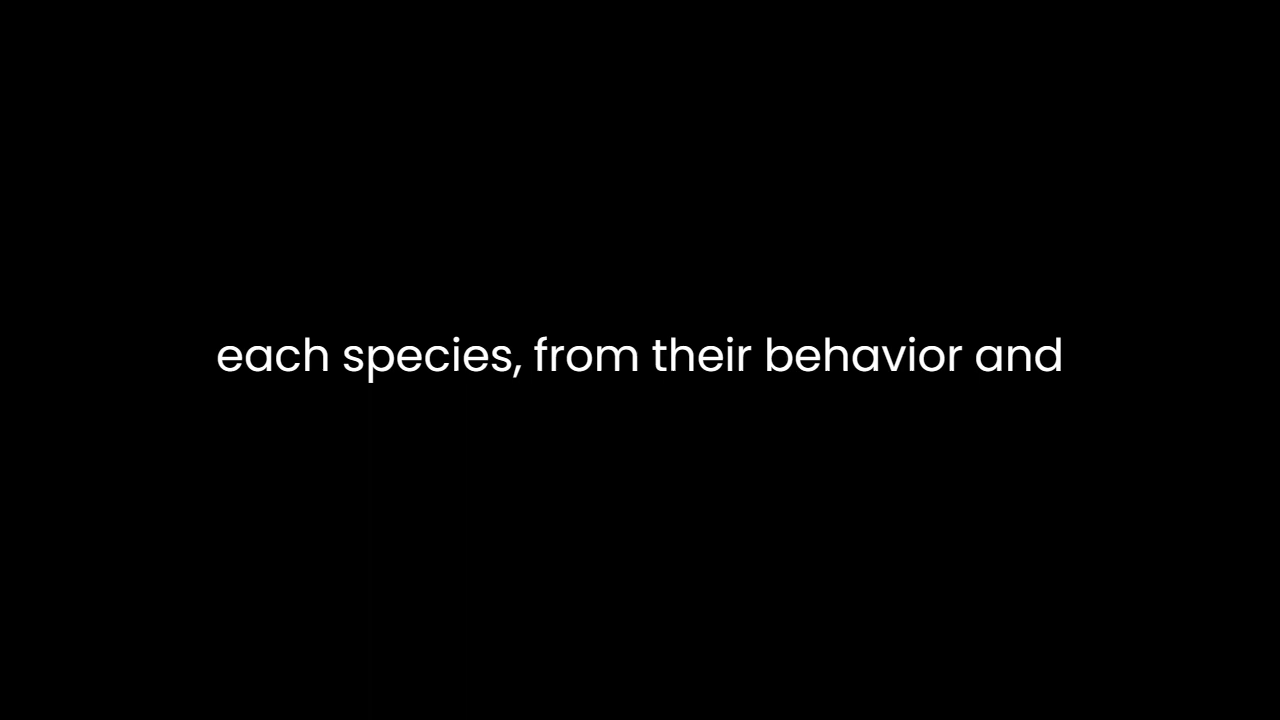 each species, from their behavior and